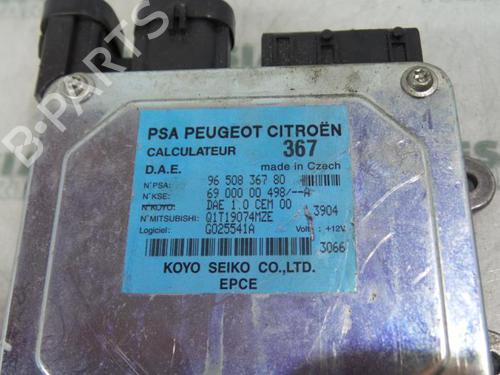 PSA PEUGEOT CITROËN
CALCULATEUR 367
D.A.E. made in Czech
N°PSA: 96 508 367 80
N°KSE: 69 000 00 498/--A
N°KOYO: DAE 1.0 CEM 00 3904
N°MITSUBISHI: Q1T19074MZE
Logiciel: G025541A Volt: +12V
3066
KOYO SEIKO CO.,LTD.
EPCE
B-PARTS